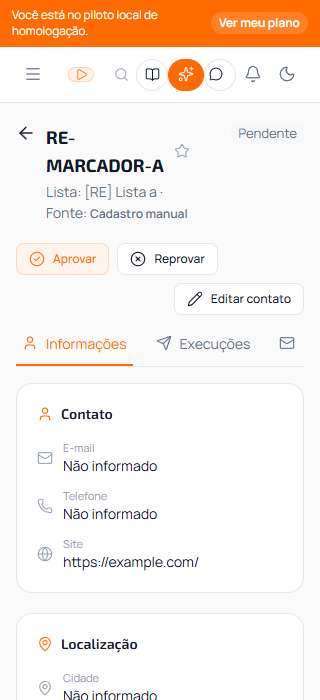 Você está no piloto local de
homologação.
Ver meu plano
RE-
MARCADOR-A
Pendente
Lista: [RE] Lista a ·
Fonte: Cadastro manual
Aprovar
Reprovar
Editar contato
Informações
Execuções
Contato
E-mail
Não informado
Telefone
Não informado
Site
https://example.com/
Localização
Cidade
Não informado